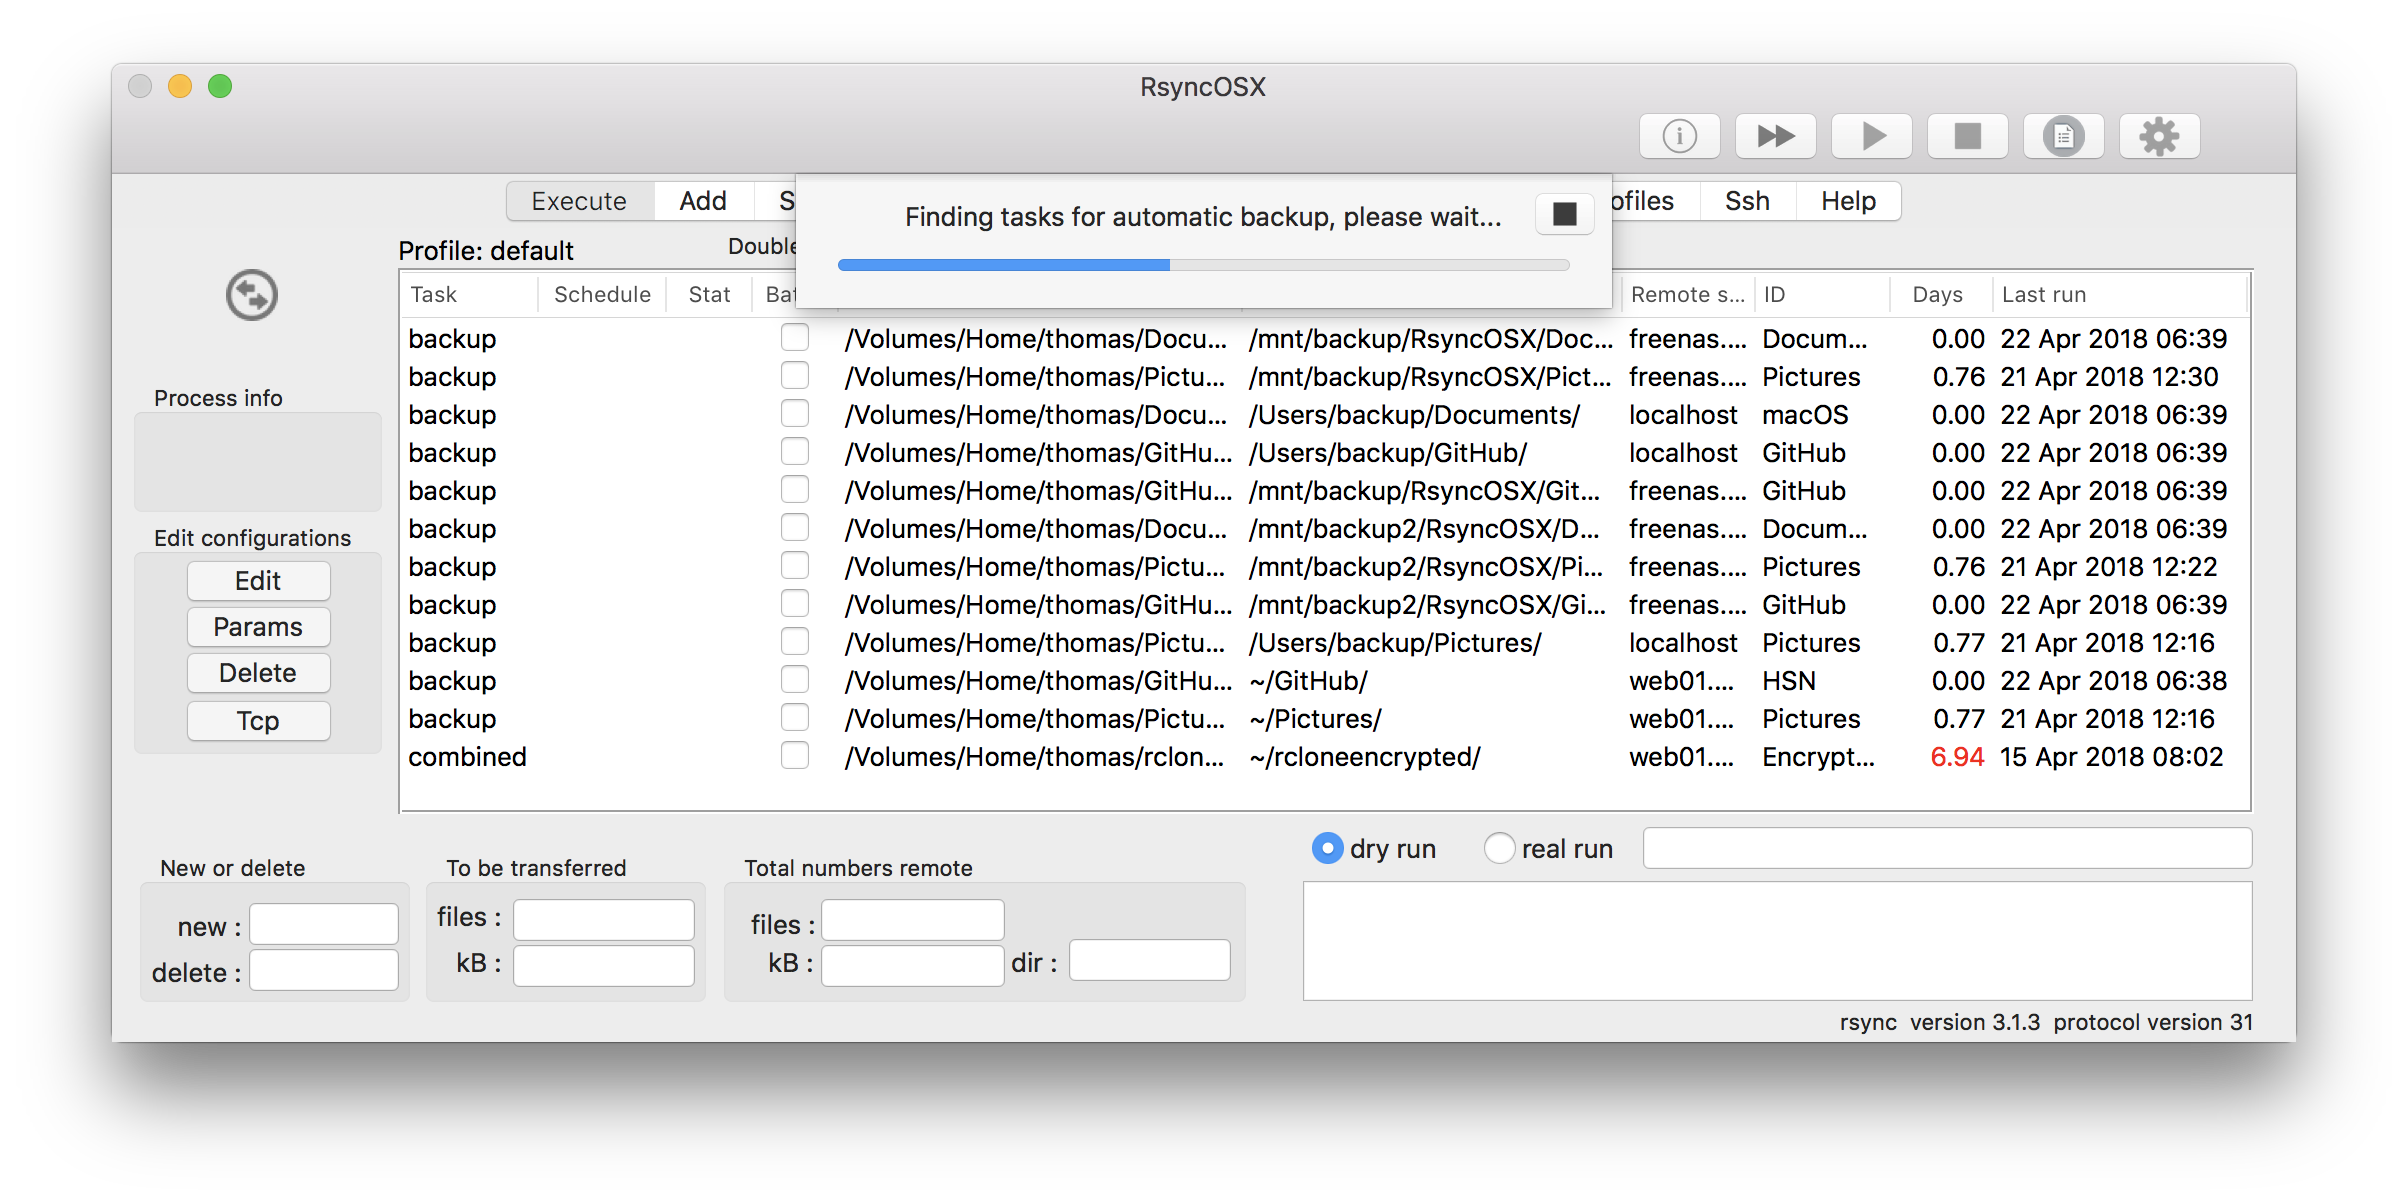 RsyncOSX
Execute Add S ofiles Ssh Help
Finding tasks for automatic backup, please wait...
Profile: default Double
Task Schedule Stat Bat Remote s... ID Days Last run
backup /Volumes/Home/thomas/Docu... /mnt/backup/RsyncOSX/Doc... freenas.... Docum... 0.00 22 Apr 2018 06:39
backup /Volumes/Home/thomas/Pictu... /mnt/backup/RsyncOSX/Pict... freenas.... Pictures 0.76 21 Apr 2018 12:30
backup /Volumes/Home/thomas/Docu... /Users/backup/Documents/ localhost macOS 0.00 22 Apr 2018 06:39
backup /Volumes/Home/thomas/GitHu... /Users/backup/GitHub/ localhost GitHub 0.00 22 Apr 2018 06:39
backup /Volumes/Home/thomas/GitHu... /mnt/backup/RsyncOSX/Git... freenas.... GitHub 0.00 22 Apr 2018 06:39
backup /Volumes/Home/thomas/Docu... /mnt/backup2/RsyncOSX/D... freenas.... Docum... 0.00 22 Apr 2018 06:39
backup /Volumes/Home/thomas/Pictu... /mnt/backup2/RsyncOSX/Pi... freenas.... Pictures 0.76 21 Apr 2018 12:22
backup /Volumes/Home/thomas/GitHu... /mnt/backup2/RsyncOSX/Gi... freenas.... GitHub 0.00 22 Apr 2018 06:39
backup /Volumes/Home/thomas/Pictu... /Users/backup/Pictures/ localhost Pictures 0.77 21 Apr 2018 12:16
backup /Volumes/Home/thomas/GitHu... ~/GitHub/ web01.... HSN 0.00 22 Apr 2018 06:38
backup /Volumes/Home/thomas/Pictu... ~/Pictures/ web01.... Pictures 0.77 21 Apr 2018 12:16
combined /Volumes/Home/thomas/rclon... ~/rcloneencrypted/ web01.... Encrypt... 6.94 15 Apr 2018 08:02
Process info
Edit configurations
Edit
Params
Delete
Tcp
dry run real run
New or delete
new :
delete :
To be transferred
files :
kB :
Total numbers remote
files :
kB : dir :
rsync version 3.1.3 protocol version 31